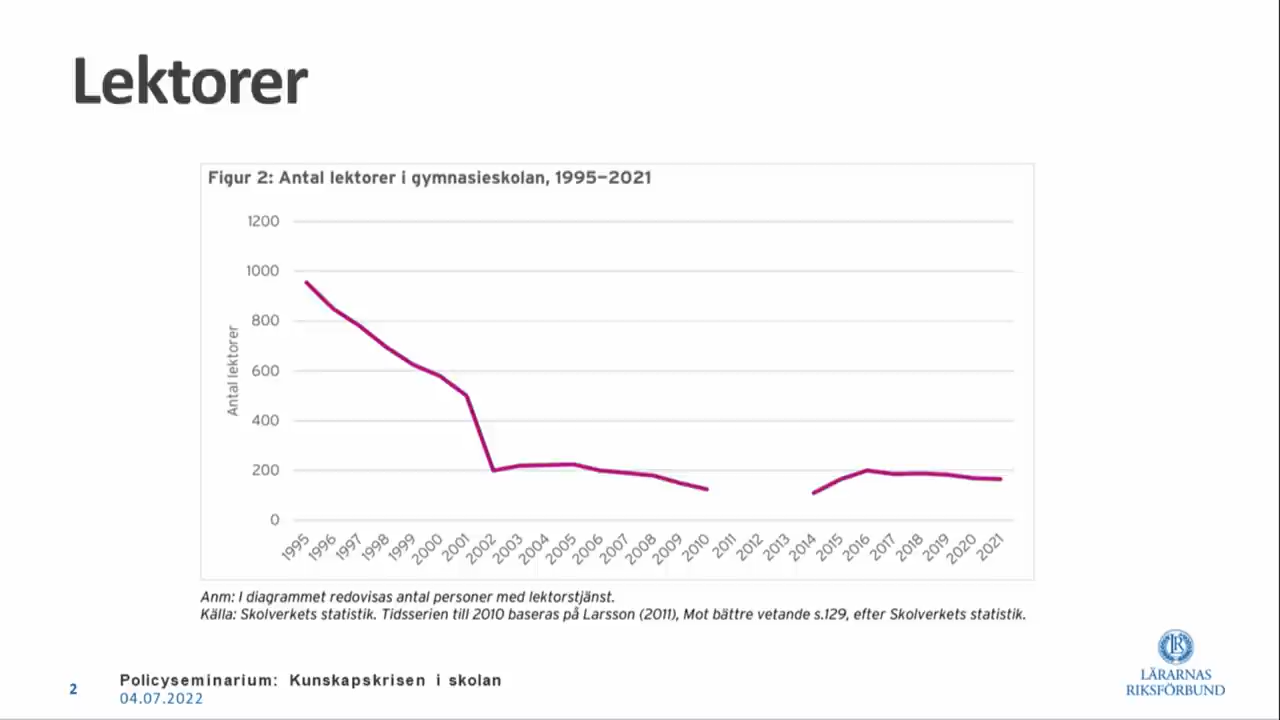 Lektorer
Figur 2: Antal lektorer i gymnasieskolan, 1995–2021
1200
1000
800
600
400
200
0
Antal lektorer
1995 1996 1997 1998 1999 2000 2001 2002 2003 2004 2005 2006 2007 2008 2009 2010 2011 2012 2013 2014 2015 2016 2017 2018 2019 2020 2021
Anm: I diagrammet redovisas antal personer med lektorstjänst.
Källa: Skolverkets statistik. Tidsserien till 2010 baseras på Larsson (2011), Mot bättre vetande s.129, efter Skolverkets statistik.
2
Policyseminarium: Kunskapskrisen i skolan
04.07.2022
LR
LÄRARNAS
RIKSFÖRBUND